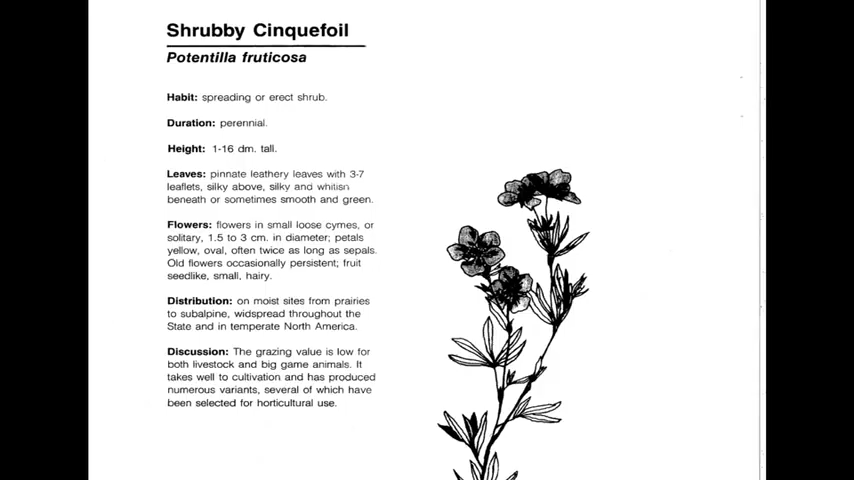 Shrubby Cinquefoil
Potentilla fruticosa
Habit: spreading or erect shrub.
Duration: perennial.
Height: 1-16 dm. tall.
Leaves: pinnate leathery leaves with 3-7
leaflets, silky above, silky and whitish
beneath or sometimes smooth and green.
Flowers: flowers in small loose cymes, or
solitary, 1.5 to 3 cm. in diameter; petals
yellow, oval, often twice as long as sepals.
Old flowers occasionally persistent; fruit
seedlike, small, hairy.
Distribution: on moist sites from prairies
to subalpine, widspread throughout the
State and in temperate North America.
Discussion: The grazing value is low for
both livestock and big game animals. It
takes well to cultivation and has produced
numerous variants, several of which have
been selected for horticultural use.